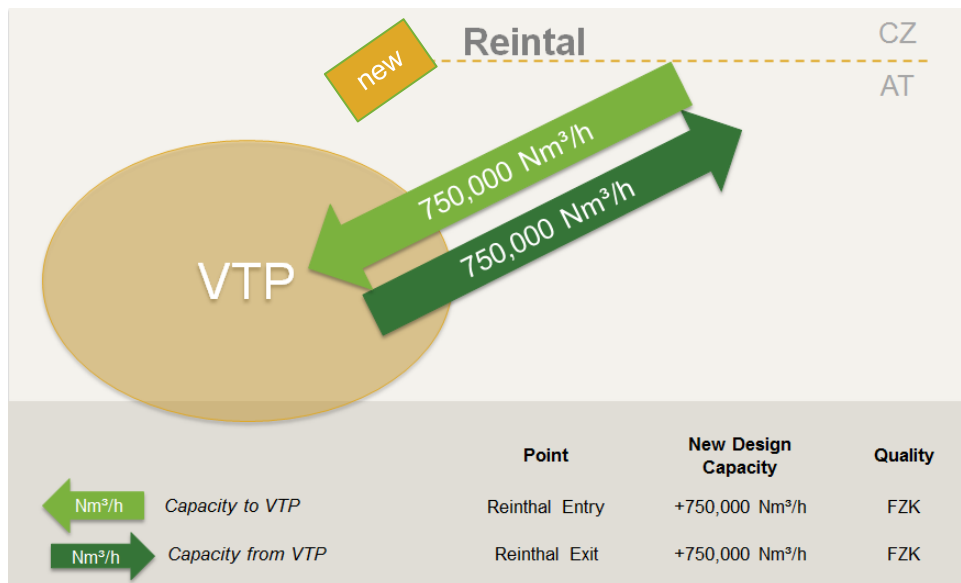 new
Reintal
CZ
AT
750,000 Nm³/h
750,000 Nm³/h
VTP
Point
New Design
Capacity
Quality
Nm³/h Capacity to VTP Reinthal Entry +750,000 Nm³/h FZK
Nm³/h Capacity from VTP Reinthal Exit +750,000 Nm³/h FZK